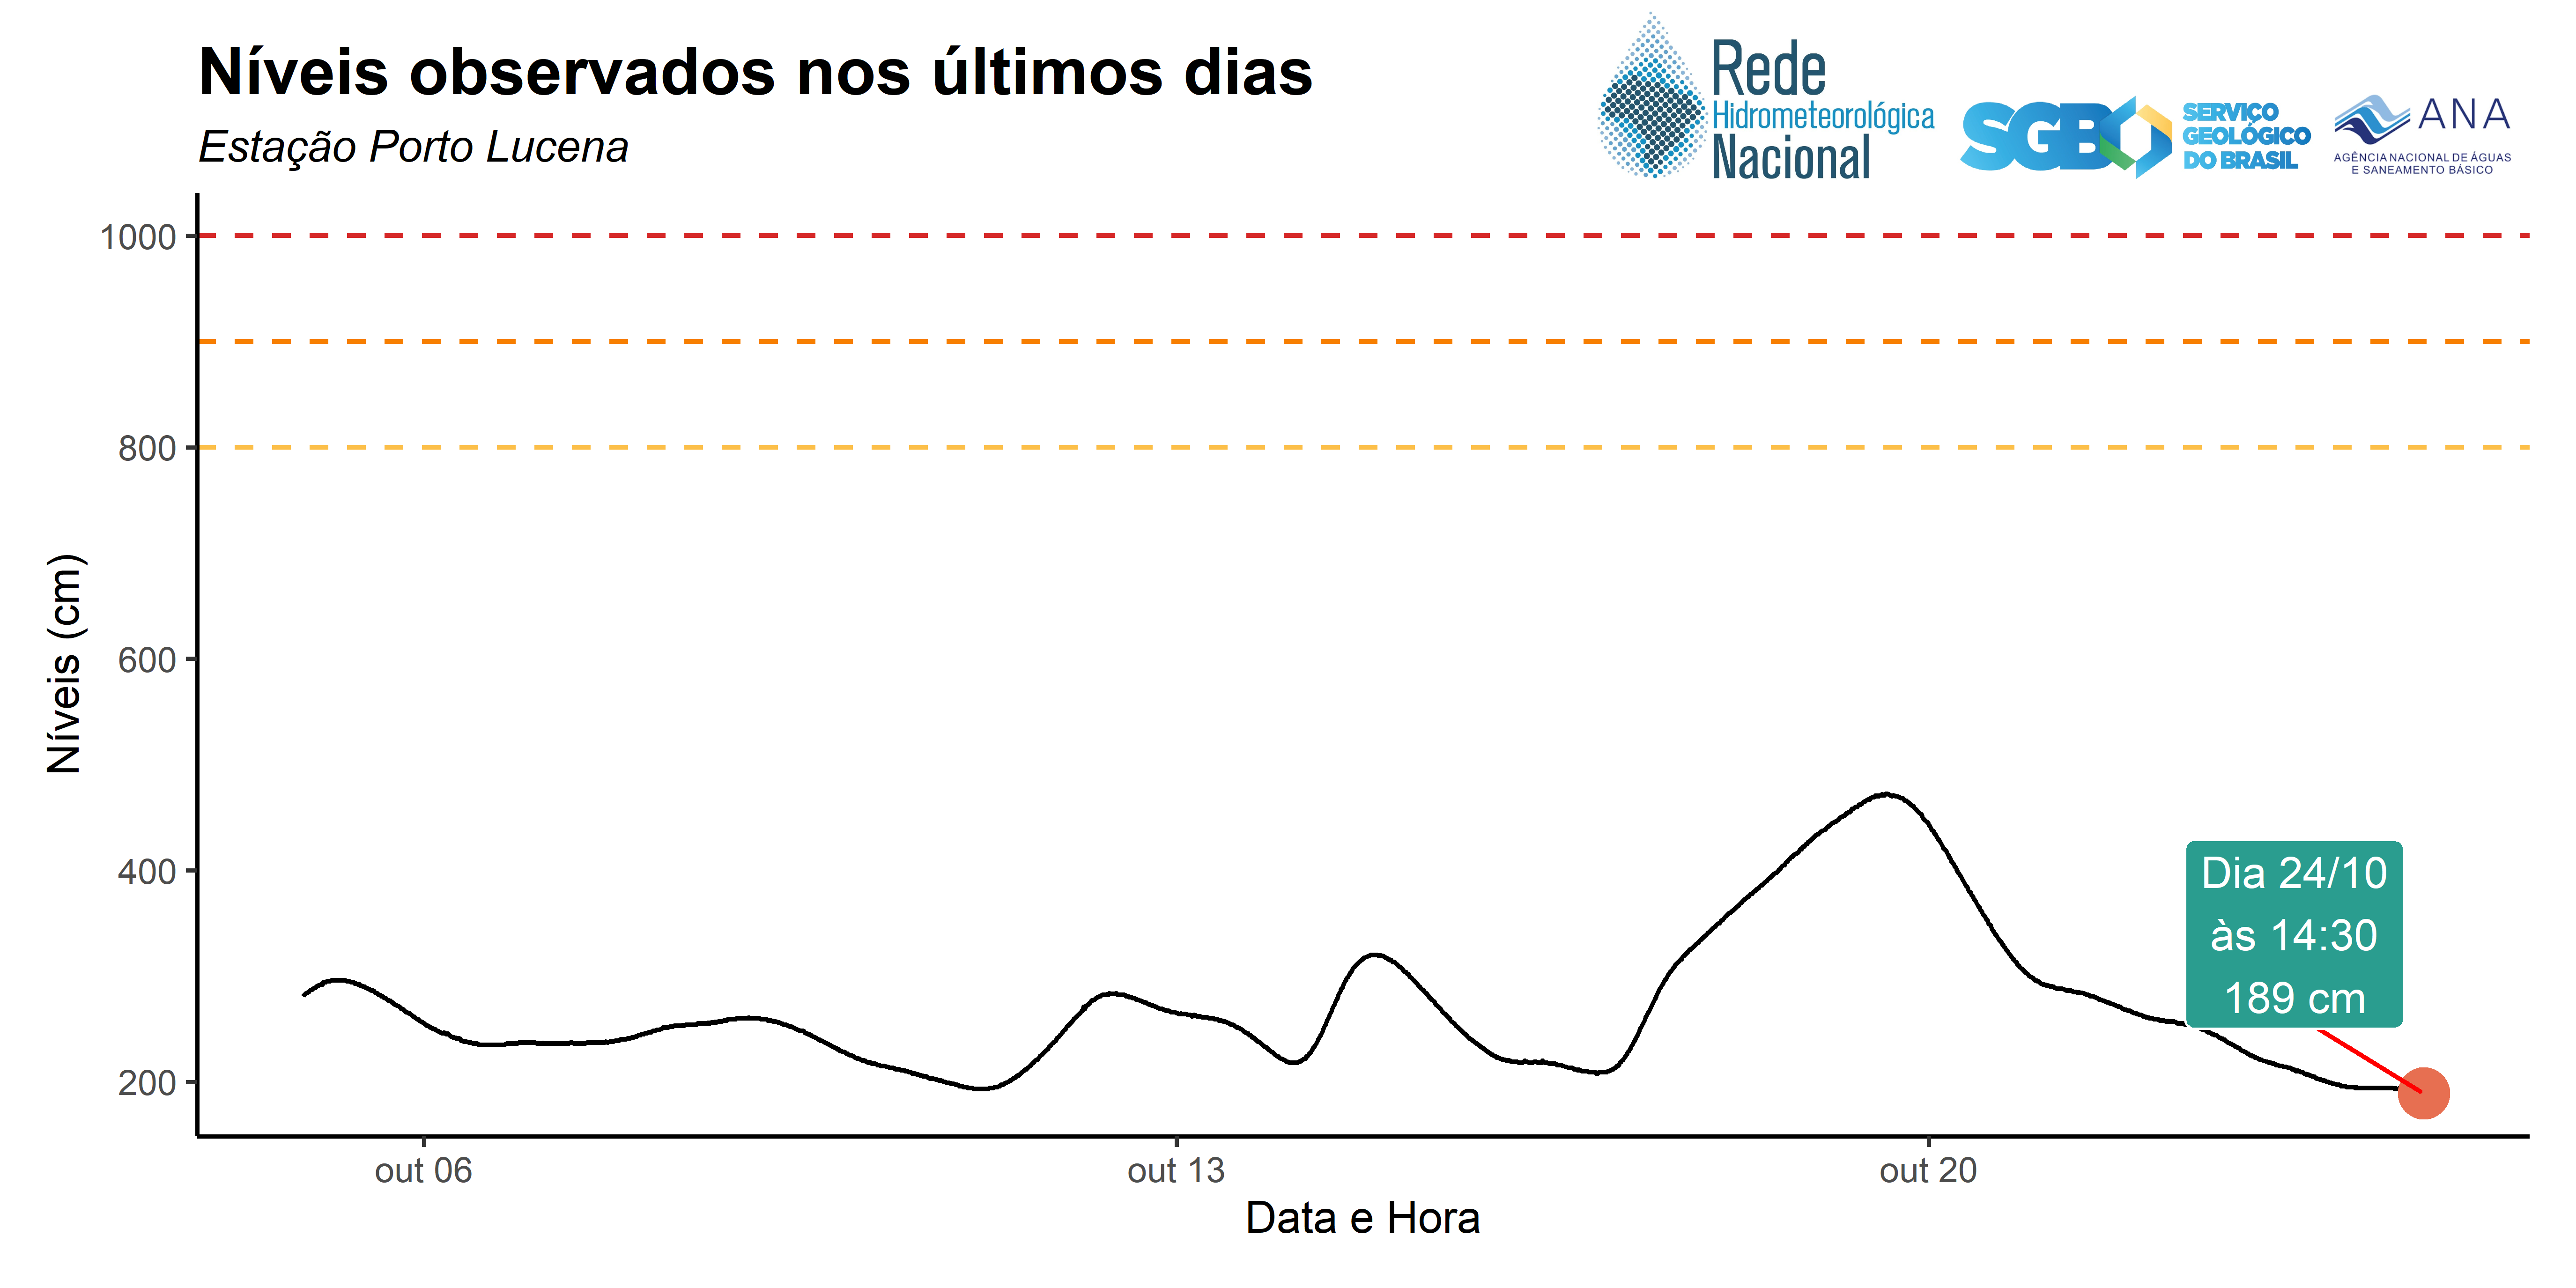 Níveis observados nos últimos dias
Estação Porto Lucena
Rede
Hidrometeorológica
Nacional
SGB
SERVIÇO
GEOLÓGICO
DO BRASIL
ANA
AGÊNCIA NACIONAL DE ÁGUAS
E SANEAMENTO BÁSICO
Níveis (cm)
1000
800
600
400
200
Dia 24/10
às 14:30
189 cm
out 06
out 13
out 20
Data e Hora